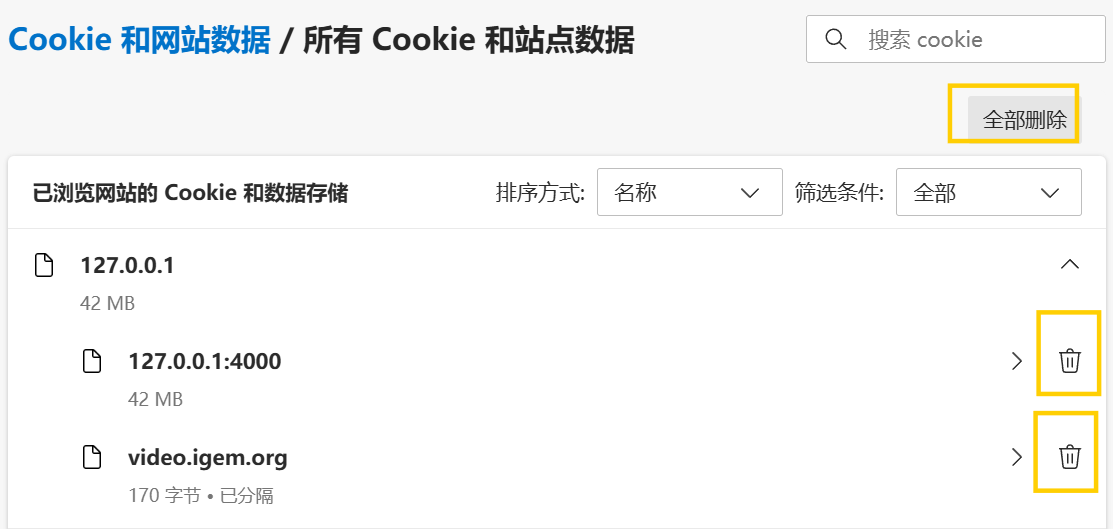 Cookie 和网站数据 / 所有 Cookie 和站点数据
搜索 cookie
全部删除
已浏览网站的 Cookie 和数据存储
排序方式: 名称
筛选条件: 全部
127.0.0.1
42 MB
127.0.0.1:4000
42 MB
video.igem.org
170 字节 • 已分隔